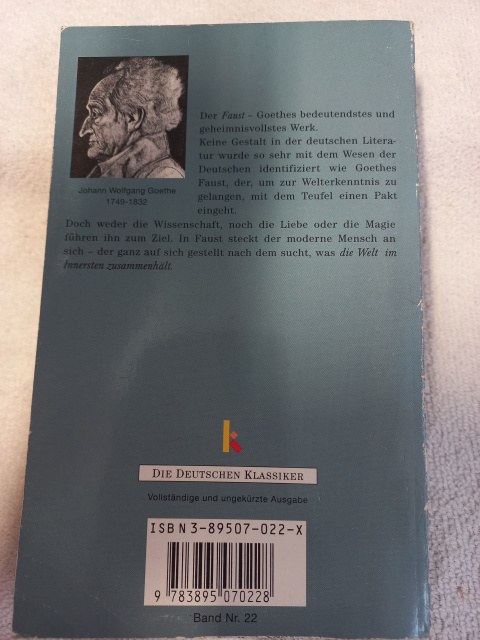 Johann Wolfgang Goethe
1749-1832
Der Faust – Goethes bedeutendstes und
geheimnisvollstes Werk.
Keine Gestalt in der deutschen Litera-
tur wurde so sehr mit dem Wesen der
Deutschen identifiziert wie Goethes
Faust, der, um zur Welterkenntnis zu
gelangen, mit dem Teufel einen Pakt
eingeht.
Doch weder die Wissenschaft, noch die Liebe oder die Magie
führen ihn zum Ziel. In Faust steckt der moderne Mensch an
sich – der ganz auf sich gestellt nach dem sucht, was die Welt im
Innersten zusammenhält.
k
DIE DEUTSCHEN KLASSIKER
Vollständige und ungekürzte Ausgabe
ISBN 3-89507-022-X
9 783895 070228
Band Nr. 22